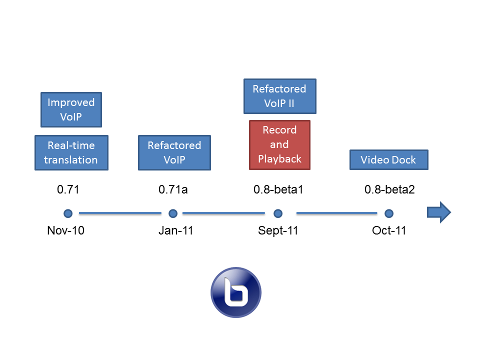 Improved
VoIP
Real-time
translation
Refactored
VoIP
Refactored
VoIP II
Record
and
Playback
Video Dock
0.71
0.71a
0.8-beta1
0.8-beta2
Nov-10
Jan-11
Sept-11
Oct-11
b